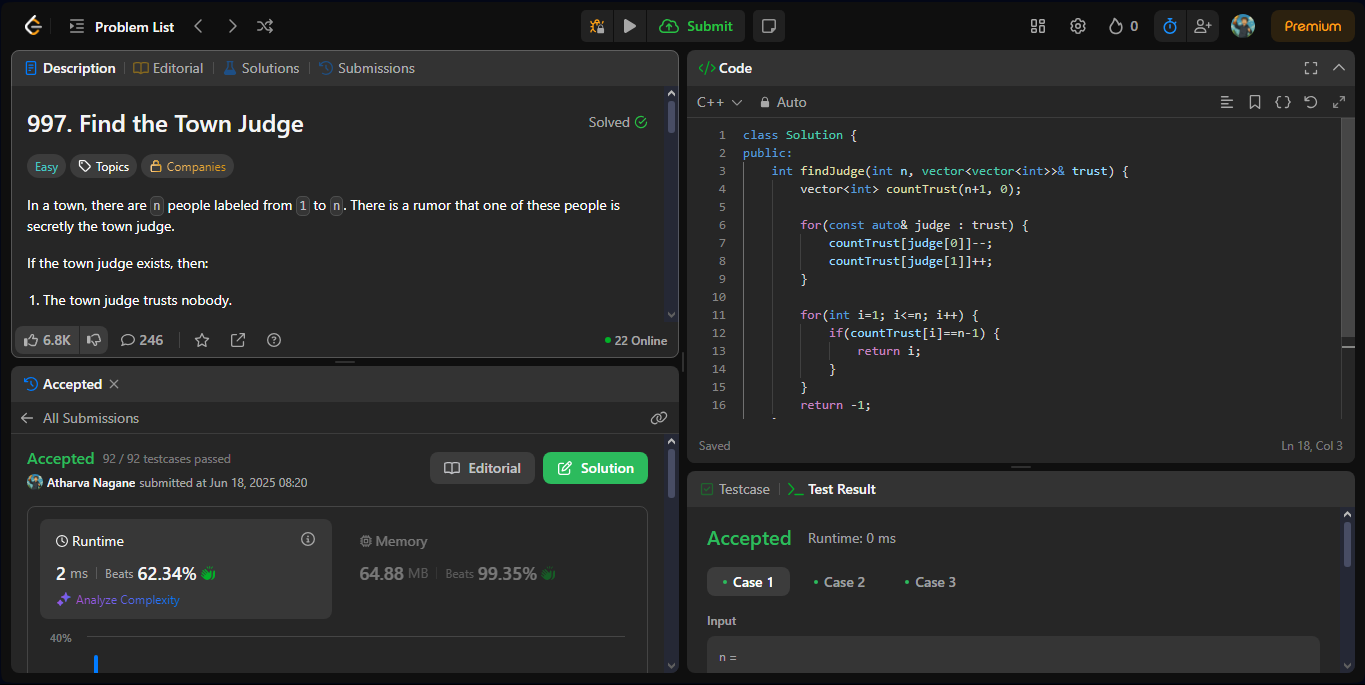 Problem List
Submit
0
Premium
Description
Editorial
Solutions
Submissions
997. Find the Town Judge
Solved
Easy
Topics
Companies
In a town, there are n people labeled from 1 to n. There is a rumor that one of these people is
secretly the town judge.
If the town judge exists, then:
1. The town judge trusts nobody.
6.8K
246
22 Online
Accepted
All Submissions
Accepted 92 / 92 testcases passed
Atharva Nagane submitted at Jun 18, 2025 08:20
Editorial
Solution
Runtime
2 ms | Beats 62.34%
Analyze Complexity
Memory
64.88 MB | Beats 99.35%
40%
</> Code
C++
Auto
1 class Solution {
2 public:
3     int findJudge(int n, vector<vector<int>>& trust) {
4         vector<int> countTrust(n+1, 0);
5
6         for(const auto& judge : trust) {
7             countTrust[judge[0]]--;
8             countTrust[judge[1]]++;
9         }
10
11         for(int i=1; i<=n; i++) {
12             if(countTrust[i]==n-1) {
13                 return i;
14             }
15         }
16         return -1;
Saved
Ln 18, Col 3
Testcase
>_ Test Result
Accepted Runtime: 0 ms
• Case 1
• Case 2
• Case 3
Input
n =